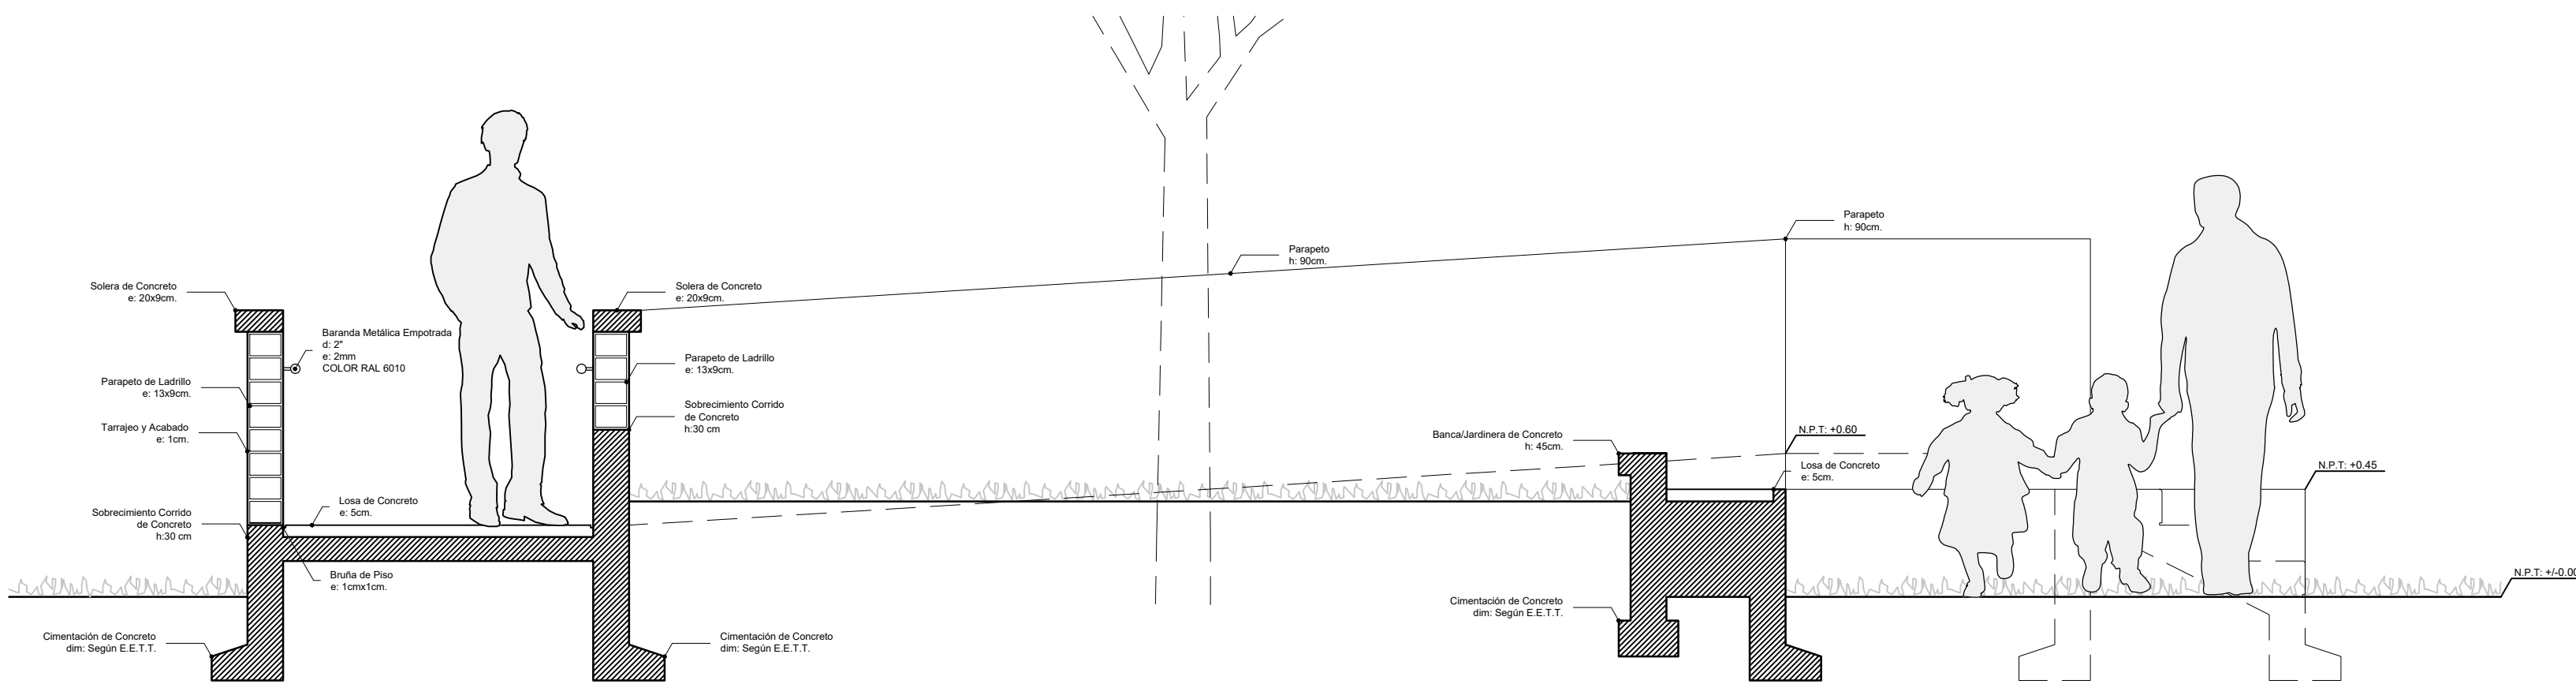 Solera de Concreto
e: 20x9cm.
Baranda Metálica Empotrada
d: 2"
e: 2mm
COLOR RAL 6010
Parapeto de Ladrillo
e: 13x9cm.
Tarrajeo y Acabado
e: 1cm.
Losa de Concreto
e: 5cm.
Sobrecimiento Corrido
de Concreto
h:30 cm
Bruña de Piso
e: 1cmx1cm.
Cimentación de Concreto
dim: Según E.E.T.T.
Solera de Concreto
e: 20x9cm.
Parapeto de Ladrillo
e: 13x9cm.
Sobrecimiento Corrido
de Concreto
h:30 cm
Cimentación de Concreto
dim: Según E.E.T.T.
Parapeto
h: 90cm.
Banca/Jardinera de Concreto
h: 45cm.
Cimentación de Concreto
dim: Según E.E.T.T.
Parapeto
h: 90cm.
N.P.T: +0.60
Losa de Concreto
e: 5cm.
N.P.T: +0.45
N.P.T: +/-0.00